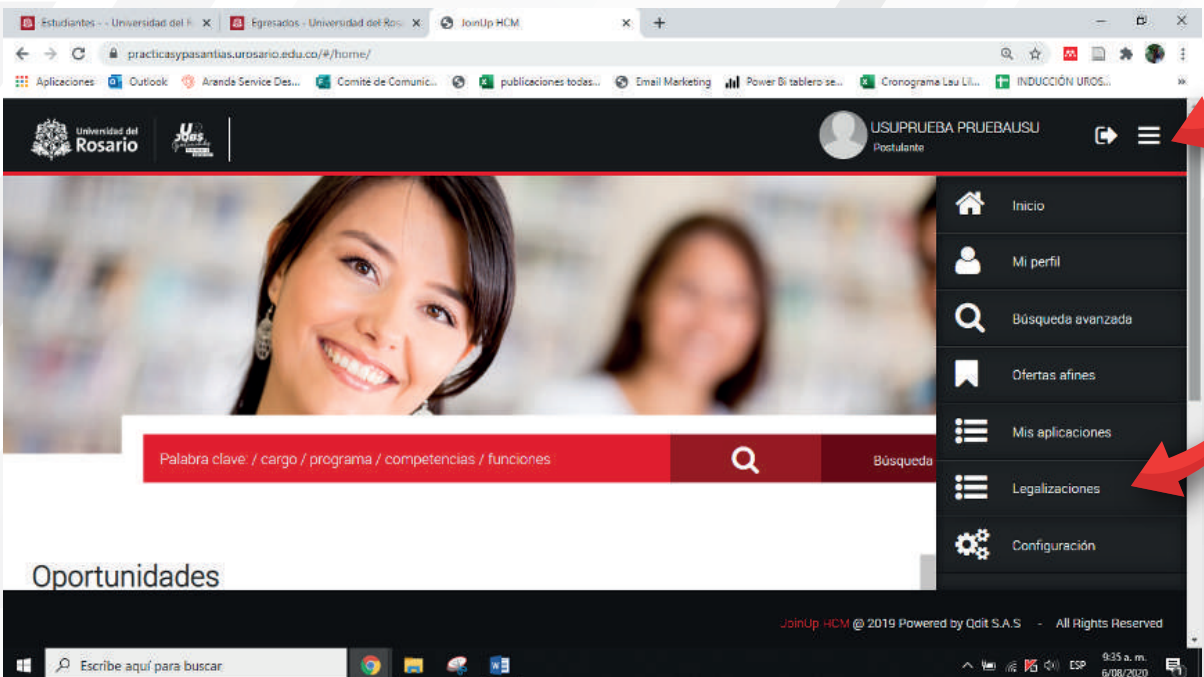 Estudiantes - - Universidad del R
Egresados - Universidad del Ros
JoinUp HCM
practicasypasantias.urosario.edu.co/#/home/
Aplicaciones
Outlook
Aranda Service Des...
Comité de Comunic...
publicaciones todas...
Email Marketing
Power Bi tablero se...
Cronograma Lau Lil...
INDUCCIÓN UROS...
Universidad del
Rosario
USUPRUEBA PRUEBAUSU
Postulante
Inicio
Mi perfil
Búsqueda avanzada
Ofertas afines
Mis aplicaciones
Legalizaciones
Configuración
Palabra clave: / cargo / programa / competencias / funciones
Búsqueda
Oportunidades
JoinUp HCM @ 2019 Powered by Qdit S.A.S - All Rights Reserved
Escribe aquí para buscar
ESP
9:35 a. m.
6/08/2020